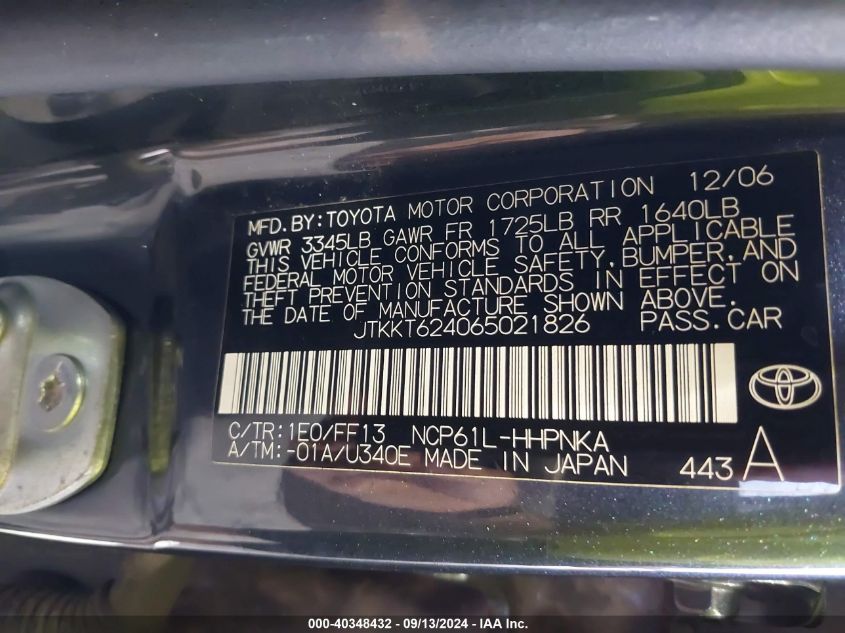 MFD.BY:TOYOTA MOTOR CORPORATION 12/06
GVWR 3345LB GAWR FR 1725LB RR 1640LB
THIS VEHICLE CONFORMS TO ALL APPLICABLE
FEDERAL MOTOR VEHICLE SAFETY,BUMPER,AND
THEFT PREVENTION STANDARDS IN EFFECT ON
THE DATE OF MANUFACTURE SHOWN ABOVE.
JTKKT624065021826 PASS.CAR
C/TR:1E0/FF13 NCP61L-HHPNKA
A/TM:-01A/U340E MADE IN JAPAN 443 A
000-40348432 - 09/13/2024 - IAA Inc.